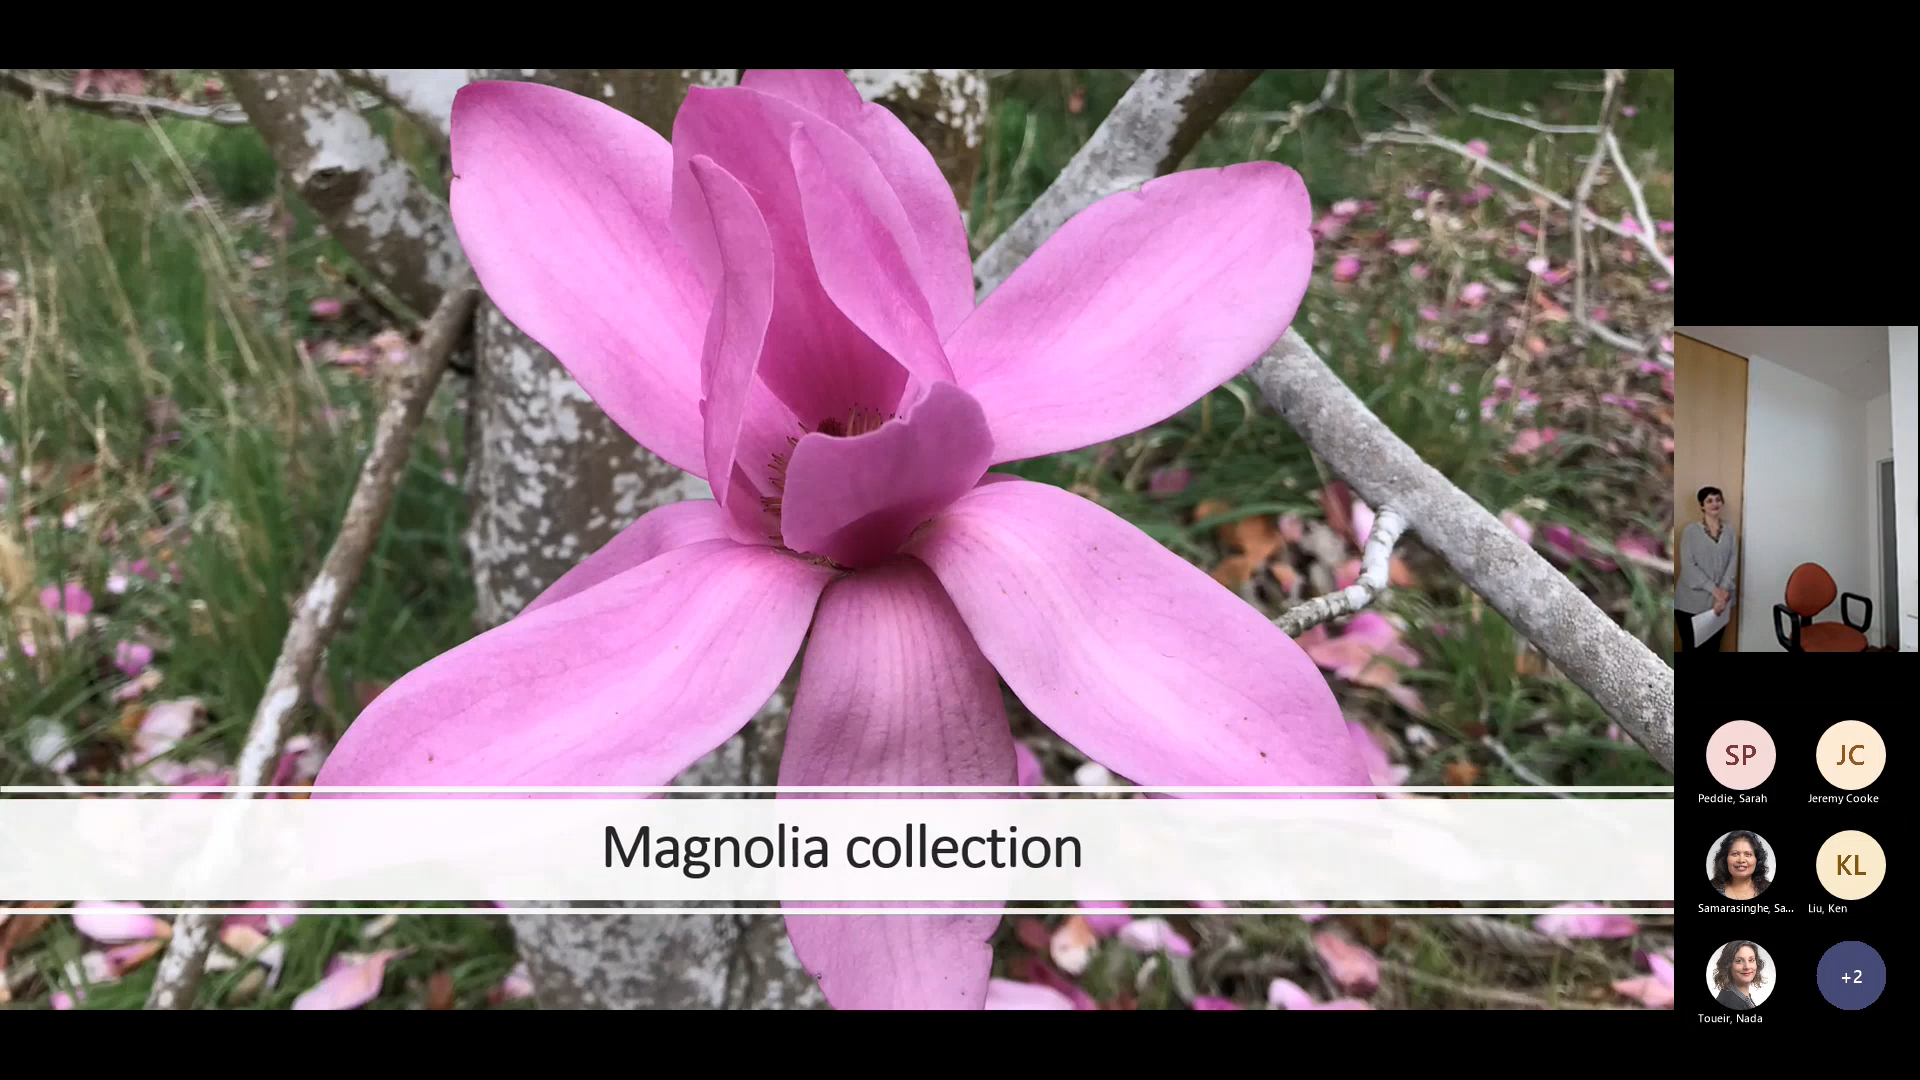 Magnolia collection
SP
JC
Peddie, Sarah
Jeremy Cooke
KL
Samarasinghe, Sa...
Liu, Ken
+2
Toueir, Nada